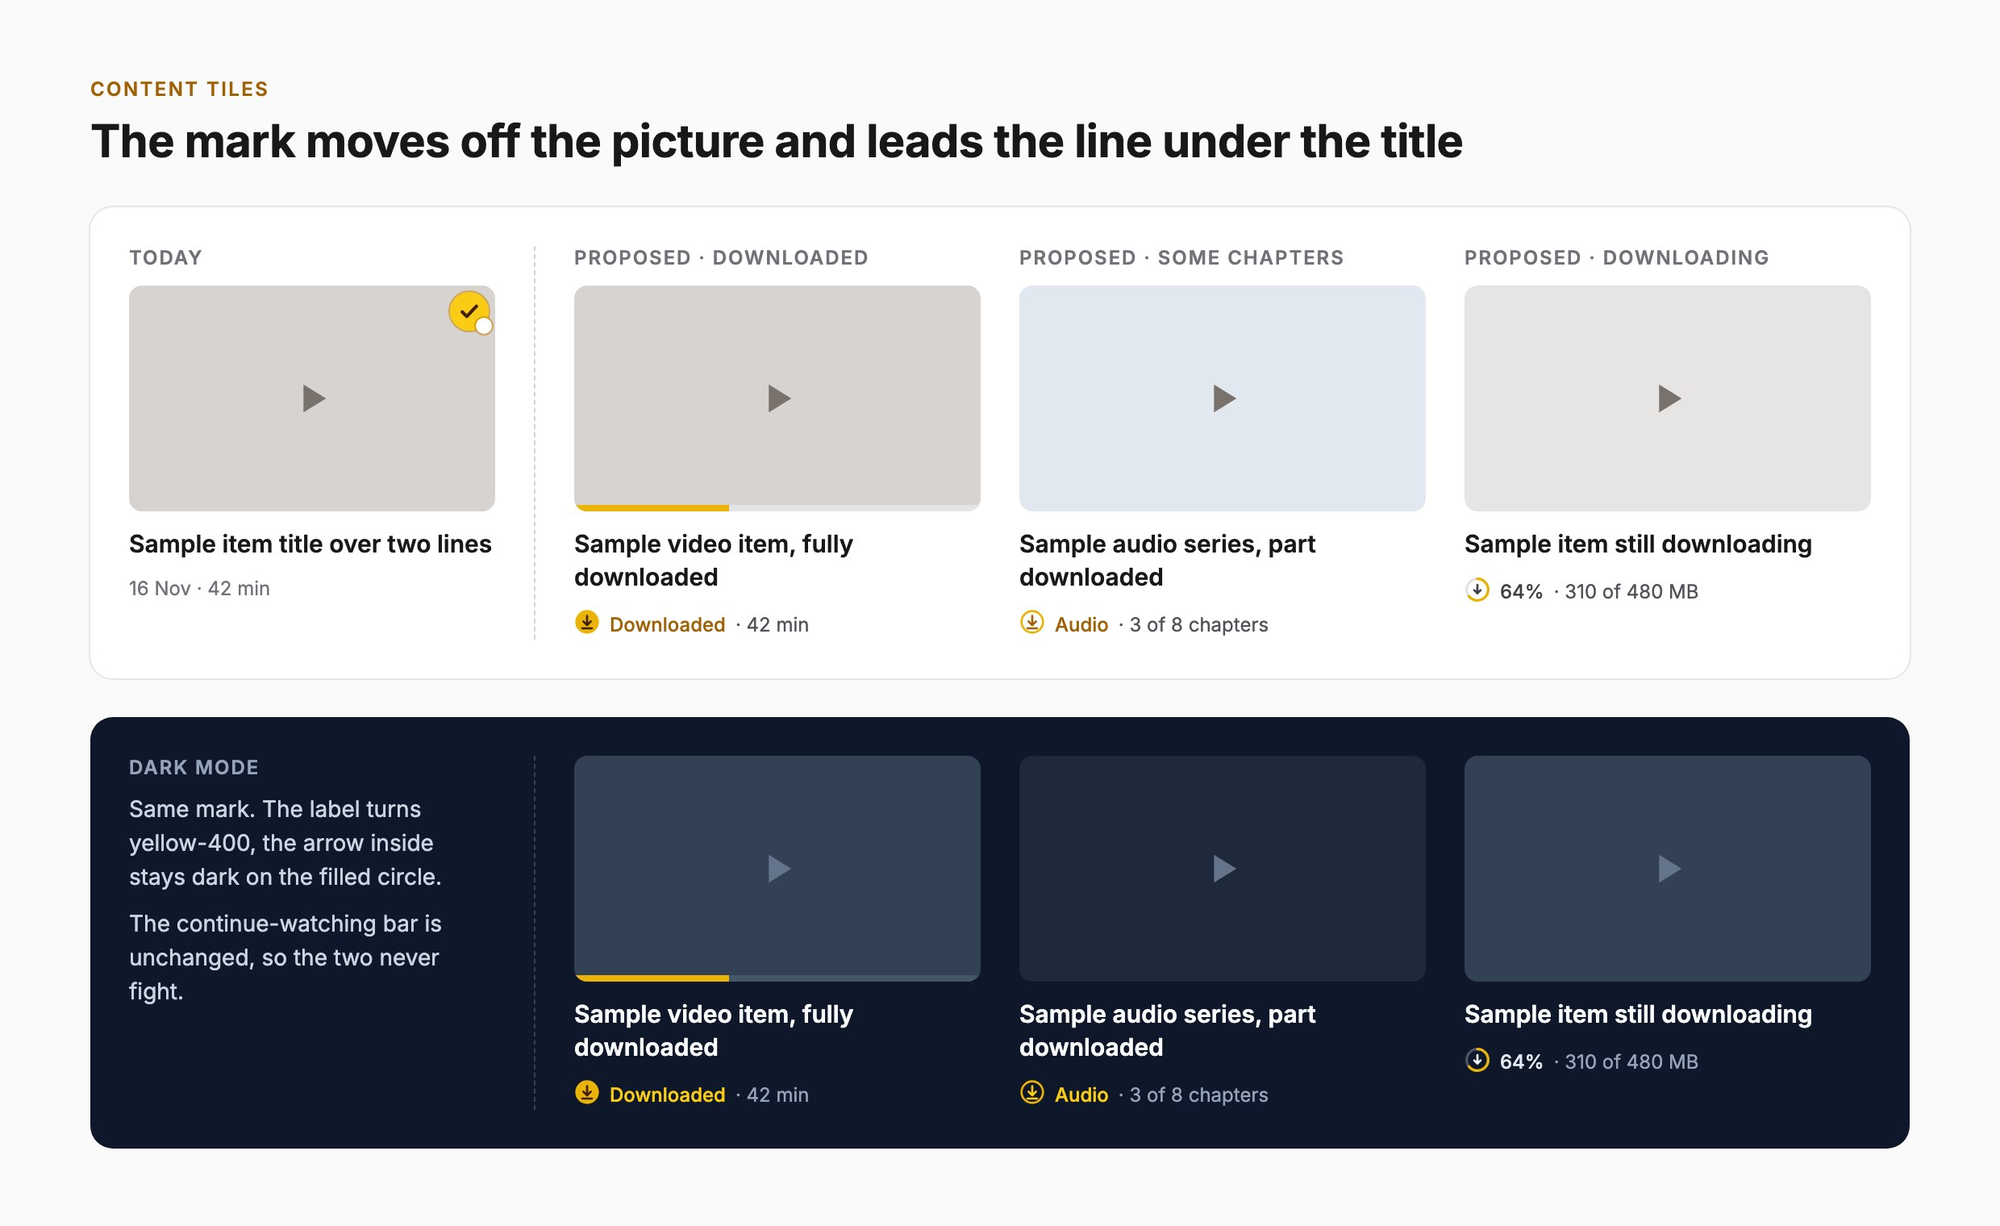 CONTENT TILES
The mark moves off the picture and leads the line under the title
TODAY
Sample item title over two lines
16 Nov · 42 min
PROPOSED · DOWNLOADED
Sample video item, fully
downloaded
Downloaded · 42 min
PROPOSED · SOME CHAPTERS
Sample audio series, part
downloaded
Audio · 3 of 8 chapters
PROPOSED · DOWNLOADING
Sample item still downloading
64% · 310 of 480 MB
DARK MODE
Same mark. The label turns
yellow-400, the arrow inside
stays dark on the filled circle.
The continue-watching bar is
unchanged, so the two never
fight.
Sample video item, fully
downloaded
Downloaded · 42 min
Sample audio series, part
downloaded
Audio · 3 of 8 chapters
Sample item still downloading
64% · 310 of 480 MB